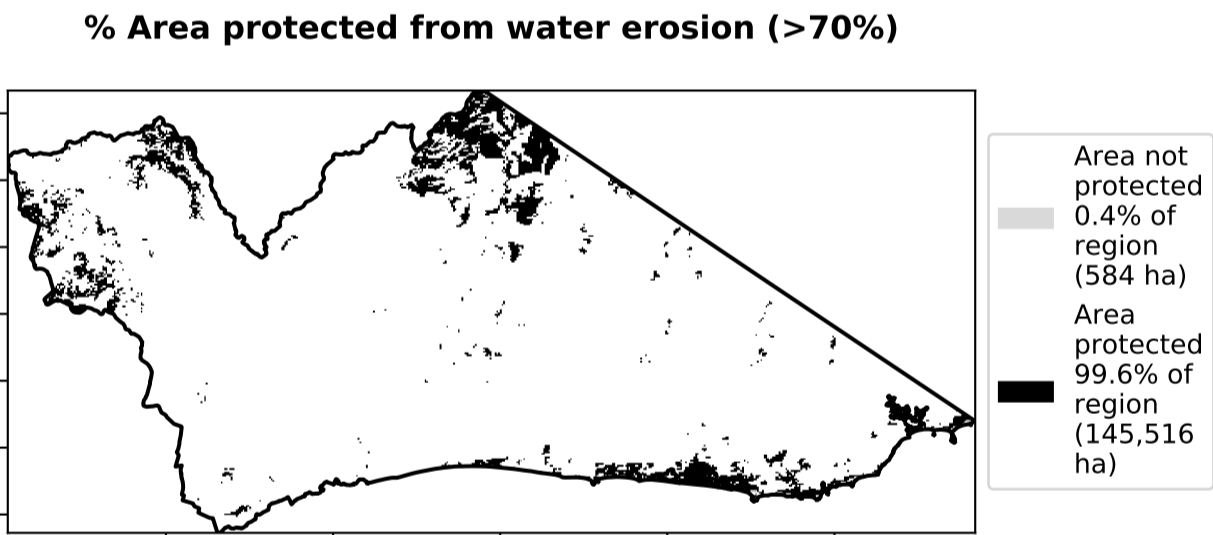 % Area protected from water erosion (>70%)
Area not
protected
0.4% of
region
(584 ha)
Area
protected
99.6% of
region
(145,516
ha)